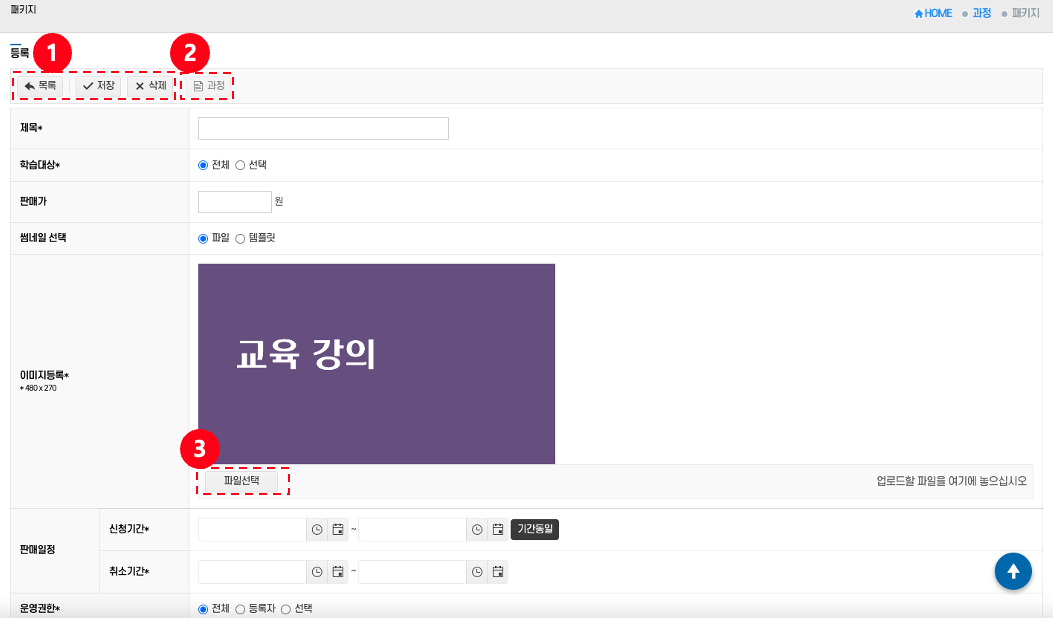 패키지
HOME 과정 패키지
등록 1 2
목록 저장 삭제 과정
제목*
학습대상* 전체 선택
판매가 원
썸네일 선택 파일 템플릿
교육 강의
이미지등록*
* 480 x 270
3
파일선택 업로드할 파일을 여기에 놓으십시오
판매일정 신청기간* ~ 기간동일
취소기간* ~
운영권한* 전체 등록자 선택